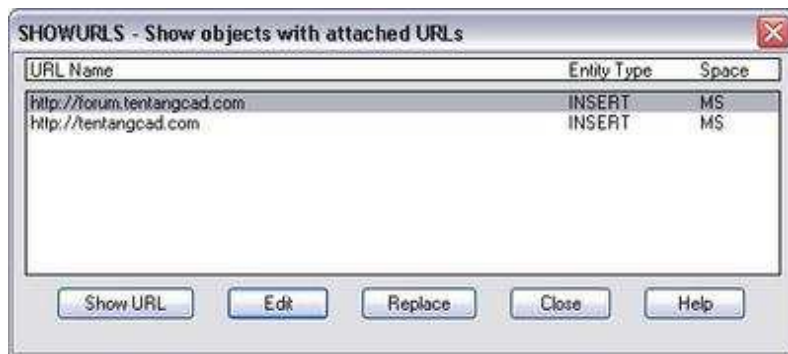 SHOWURLS - Show objects with attached URLs
URL Name Entity Type Space
http://forum.tentangcad.com INSERT MS
http://tentangcad.com INSERT MS
Show URL Edit Replace Close Help